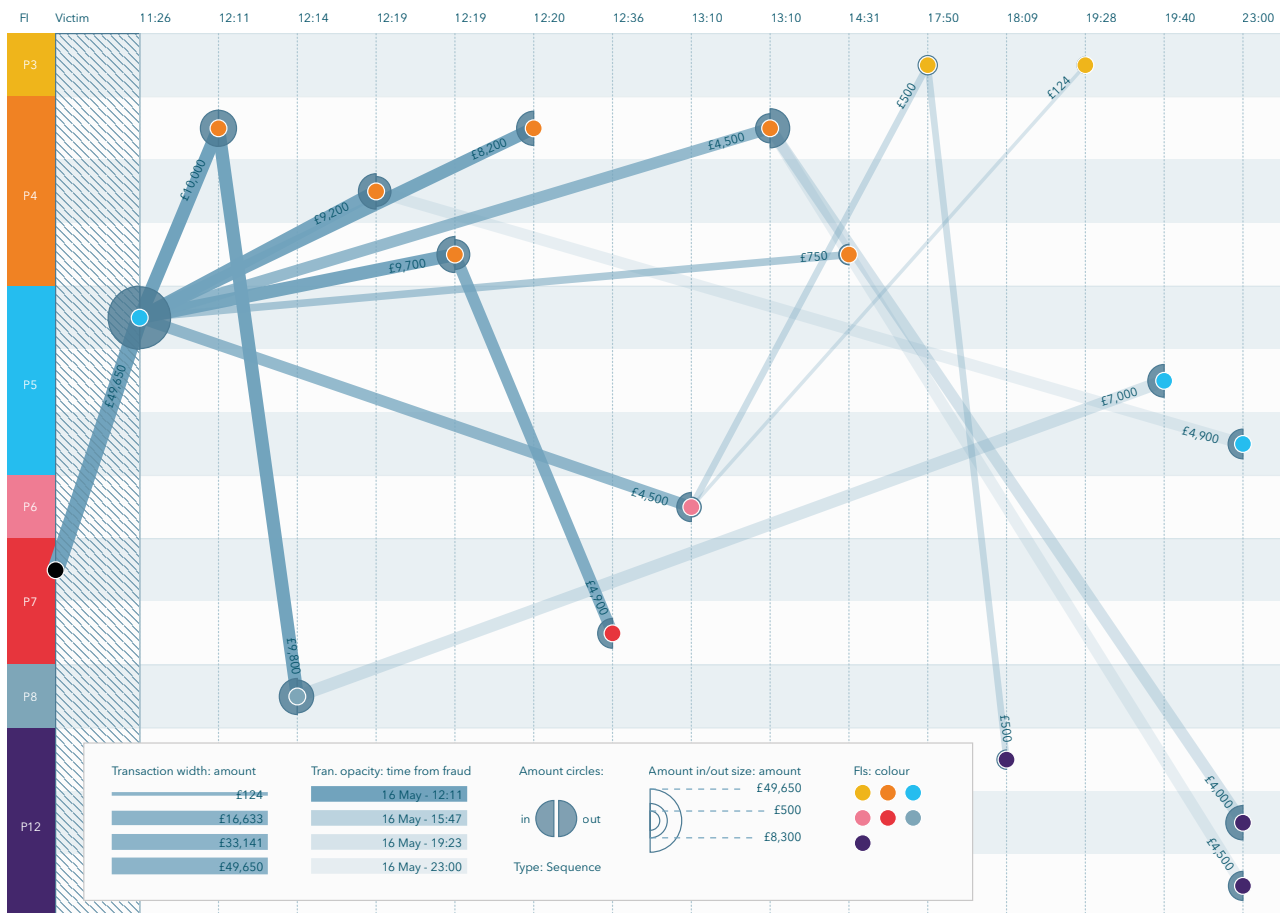 FI Victim 11:26 12:11 12:14 12:19 12:19 12:20 12:36 13:10 13:10 14:31 17:50 18:09 19:28 19:40 23:00
P3
£500
£124
£8,200
£4,500
£10,000
P4
£9,200
£9,700
£750
£49,650
P5
£7,000
£4,900
£4,500
P6
£4,900
P7
£9,800
P8
£500
£4,000
P12
£4,500
Transaction width: amount
£124
£16,633
£33,141
£49,650
Tran. opacity: time from fraud
16 May - 12:11
16 May - 15:47
16 May - 19:23
16 May - 23:00
Amount circles:
in out
Type: Sequence
Amount in/out size: amount
£49,650
£500
£8,300
FIs: colour